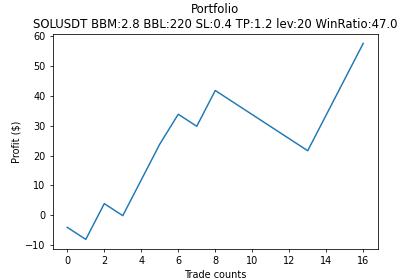 Portfolio
SOLUSDT BBM:2.8 BBL:220 SL:0.4 TP:1.2 lev:20 WinRatio:47.0
60
50
40
30
20
10
0
−10
Profit ($)
0 2 4 6 8 10 12 14 16
Trade counts